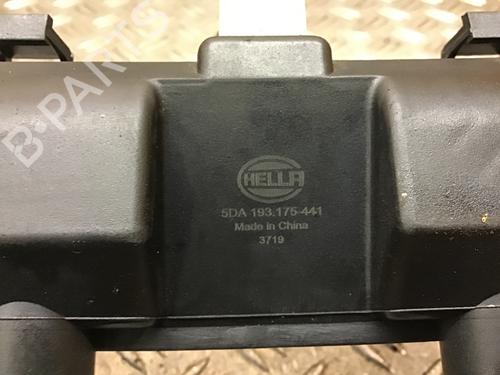 B-PARTS
HELLA
5DA 193.175-441
Made in China
3719